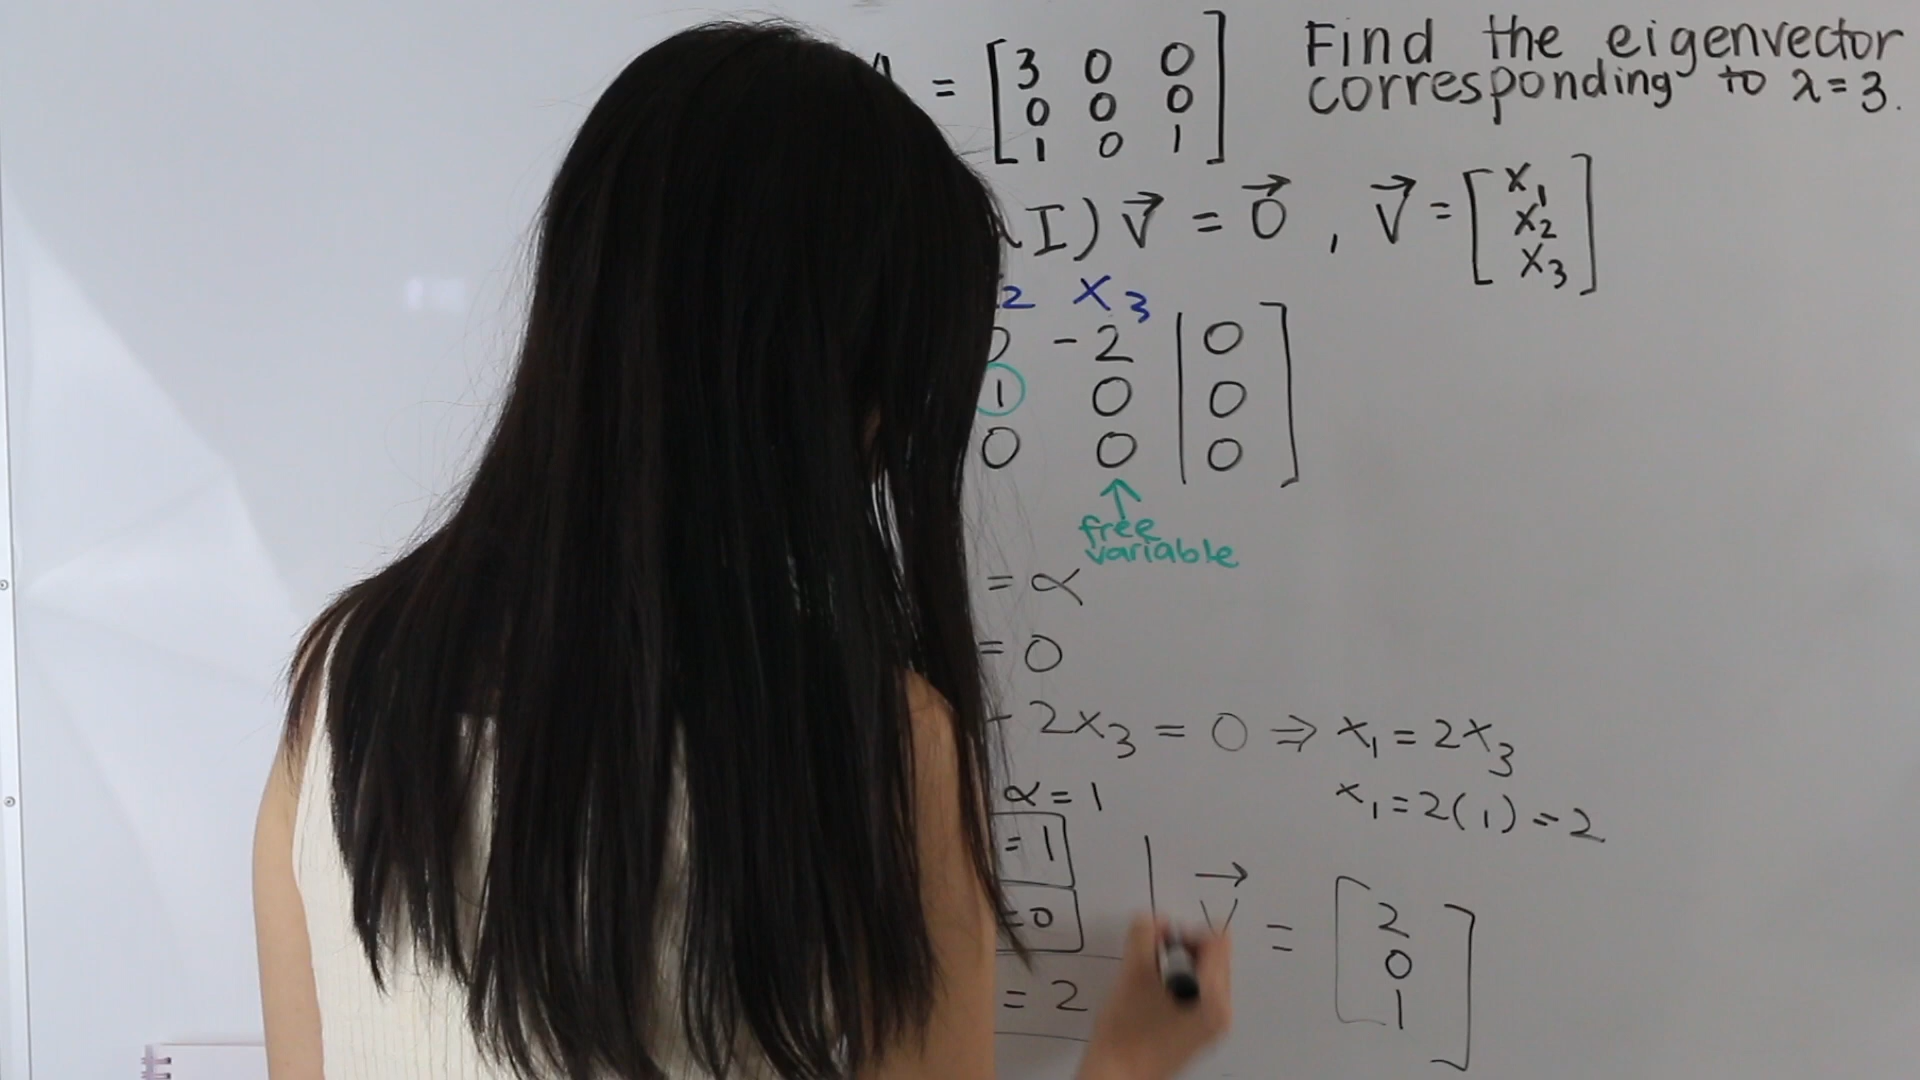 = [ 3 0 0
0 0 0
1 0 1 ]
Find the eigenvector
corresponding to λ = 3.
I) v⃗ = 0⃗ , v⃗ = [ x₁
x₂
x₃ ]
2 x₃
-2 | 0
1 0 | 0
0 0 | 0 ]
↑
free
variable
= α
= 0
- 2x₃ = 0 ⇒ x₁ = 2x₃
α = 1 x₁ = 2(1) = 2
= 1
= 0
= 2
v⃗ = [ 2
0
1 ]